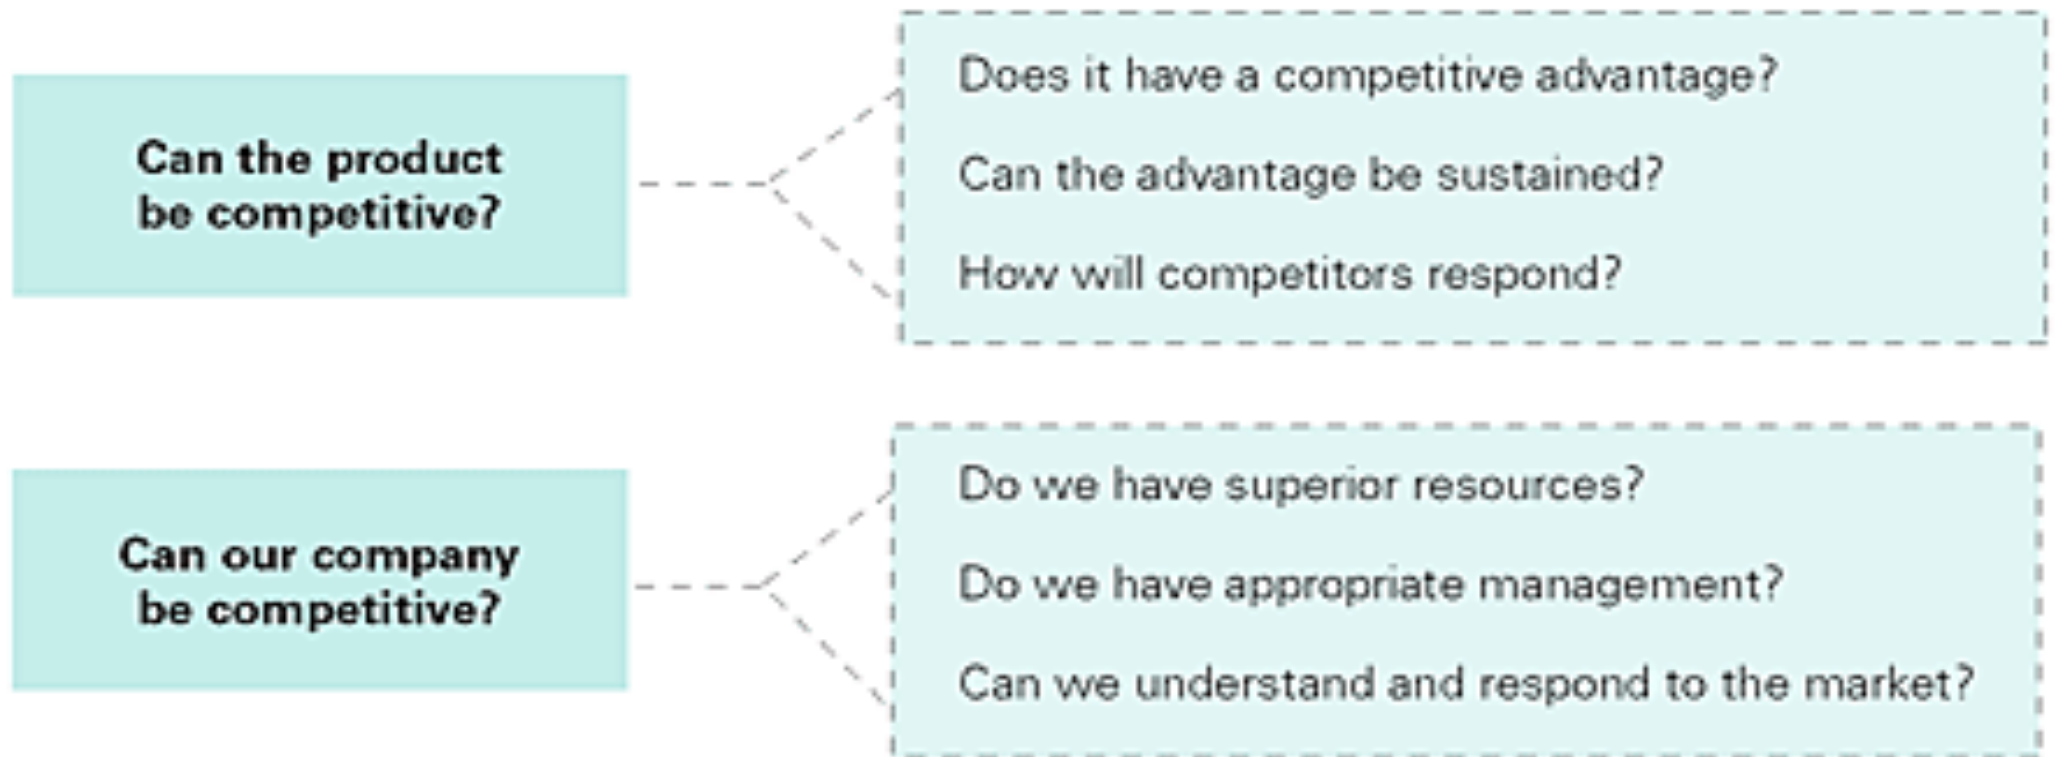 Can the product
be competitive?
Does it have a competitive advantage?
Can the advantage be sustained?
How will competitors respond?
Can our company
be competitive?
Do we have superior resources?
Do we have appropriate management?
Can we understand and respond to the market?